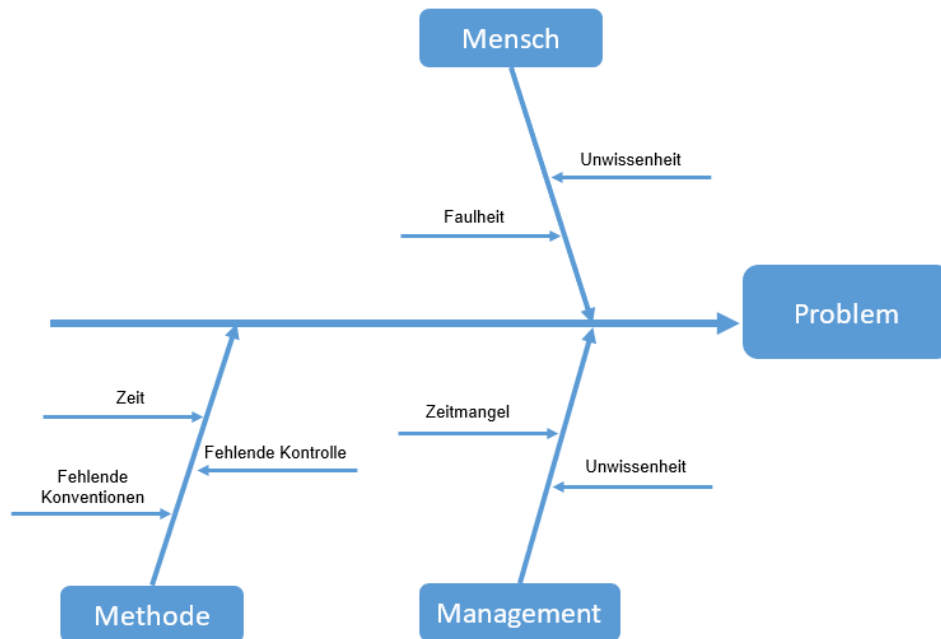 Mensch
Unwissenheit
Faulheit
Problem
Zeit
Zeitmangel
Fehlende Kontrolle
Unwissenheit
Fehlende
Konventionen
Methode
Management